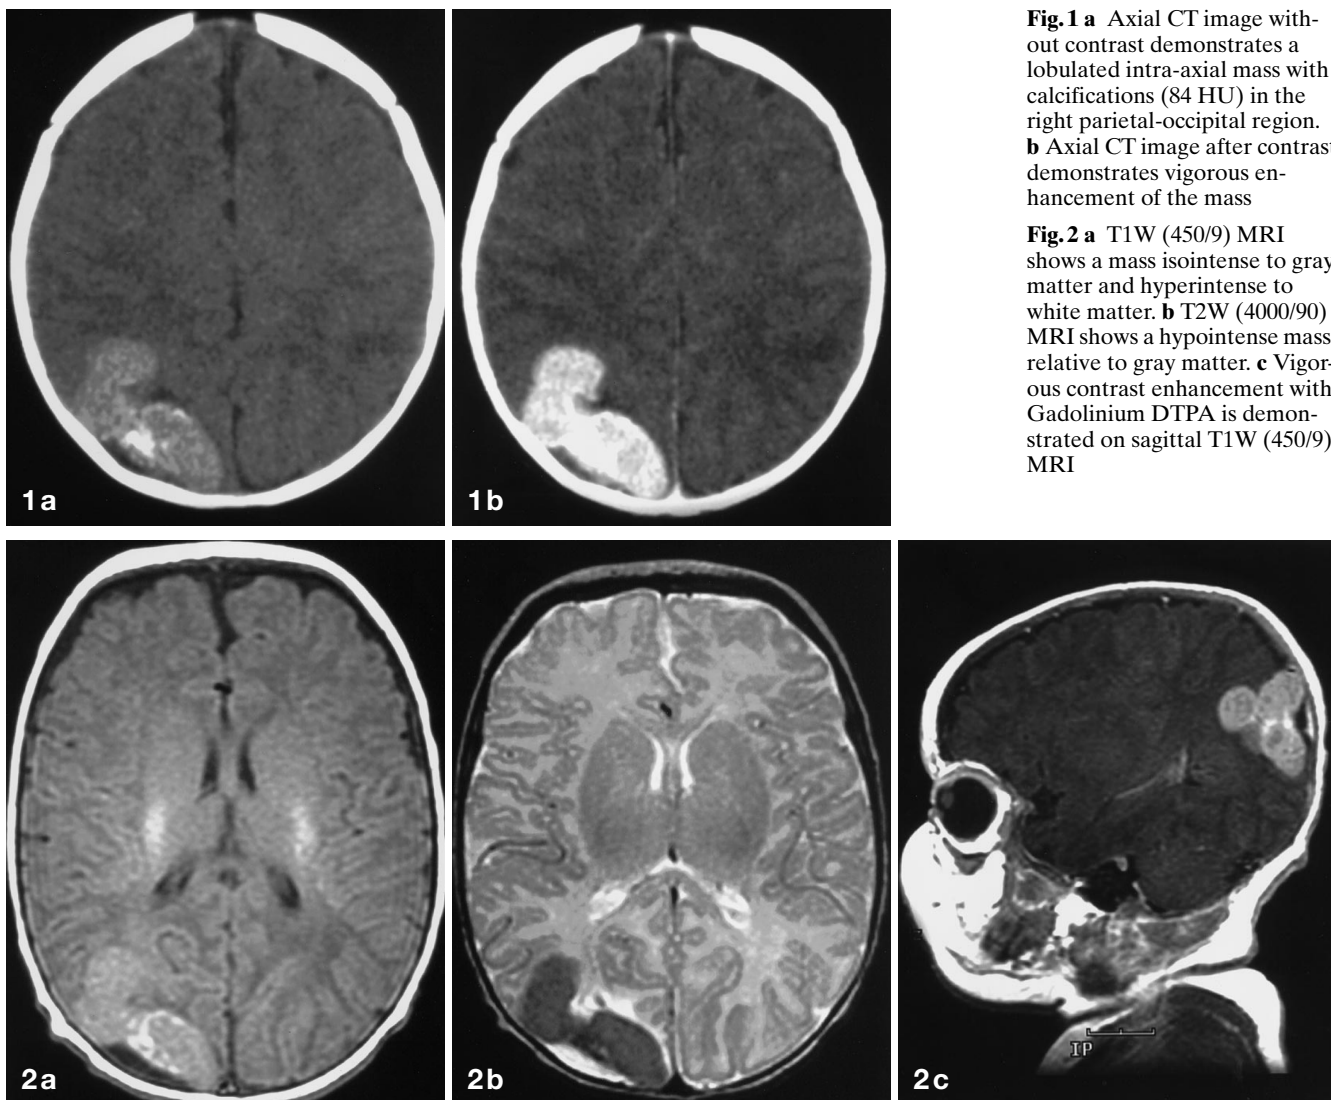 Fig. 1 a Axial CT image with-
out contrast demonstrates a
lobulated intra-axial mass with
calcifications (84 HU) in the
right parietal-occipital region.
b Axial CT image after contrast
demonstrates vigorous en-
hancement of the mass
Fig. 2 a T1W (450/9) MRI
shows a mass isointense to gray
matter and hyperintense to
white matter. b T2W (4000/90)
MRI shows a hypointense mass
relative to gray matter. c Vigor-
ous contrast enhancement with
Gadolinium DTPA is demon-
strated on sagittal T1W (450/9)
MRI
1a
1b
2a
2b
2c
IP